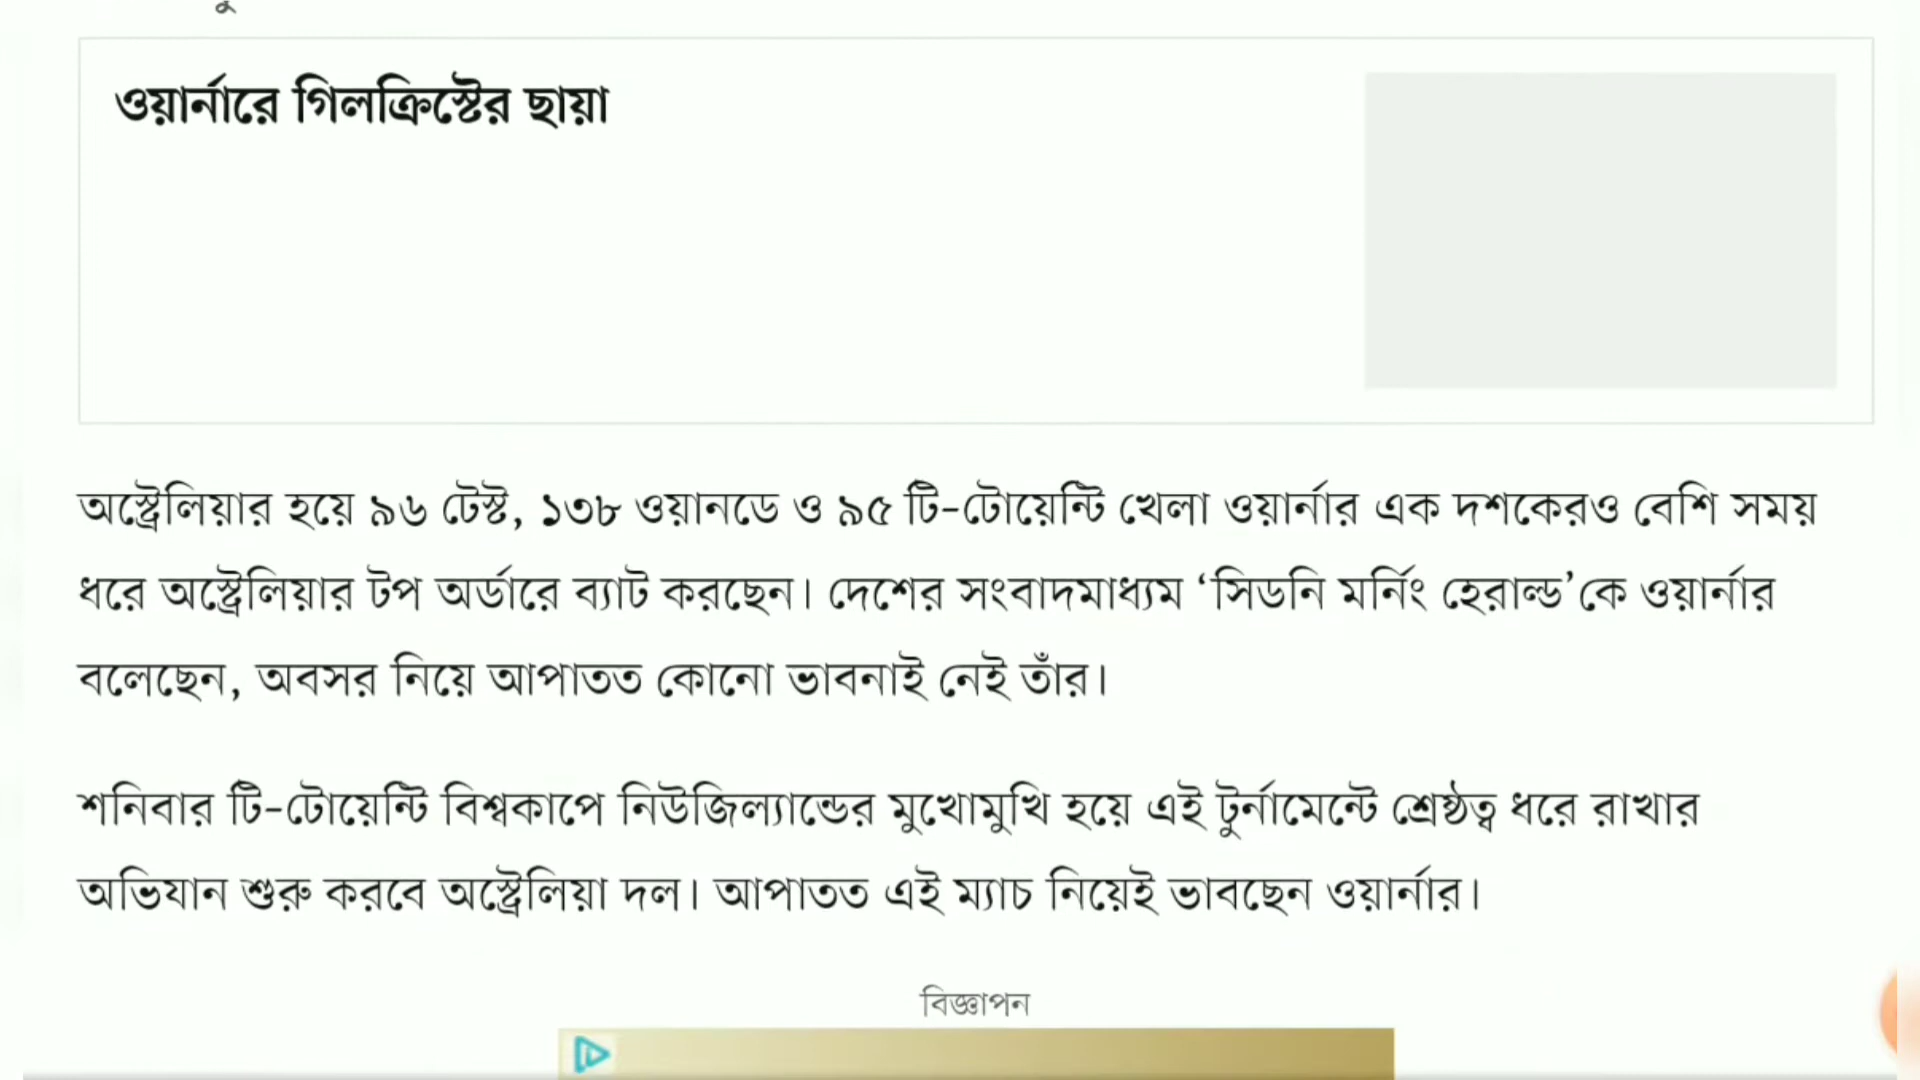 ওয়ার্নারে গিলক্রিস্টের ছায়া
অস্ট্রেলিয়ার হয়ে ৯৬ টেস্ট, ১৩৮ ওয়ানডে ও ৯৫ টি-টোয়েন্টি খেলা ওয়ার্নার এক দশকেরও বেশি সময়
ধরে অস্ট্রেলিয়ার টপ অর্ডারে ব্যাট করছেন। দেশের সংবাদমাধ্যম ‘সিডনি মর্নিং হেরাল্ড’কে ওয়ার্নার
বলেছেন, অবসর নিয়ে আপাতত কোনো ভাবনাই নেই তাঁর।
শনিবার টি-টোয়েন্টি বিশ্বকাপে নিউজিল্যান্ডের মুখোমুখি হয়ে এই টুর্নামেন্টে শ্রেষ্ঠত্ব ধরে রাখার
অভিযান শুরু করবে অস্ট্রেলিয়া দল। আপাতত এই ম্যাচ নিয়েই ভাবছেন ওয়ার্নার।
বিজ্ঞাপন